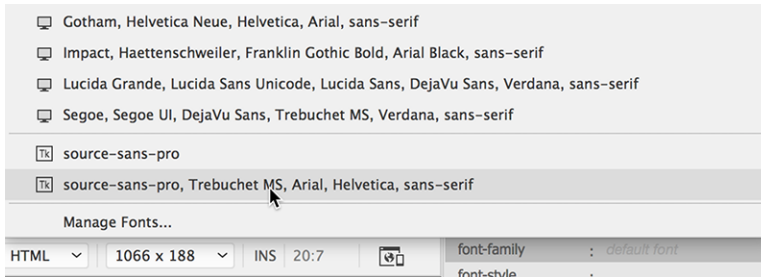 Gotham, Helvetica Neue, Helvetica, Arial, sans-serif
Impact, Haettenschweiler, Franklin Gothic Bold, Arial Black, sans-serif
Lucida Grande, Lucida Sans Unicode, Lucida Sans, DejaVu Sans, Verdana, sans-serif
Segoe, Segoe UI, DejaVu Sans, Trebuchet MS, Verdana, sans-serif
Tk source-sans-pro
Tk source-sans-pro, Trebuchet MS, Arial, Helvetica, sans-serif
Manage Fonts...
HTML 1066 x 188 INS 20:7 font-family : default font
font-style :